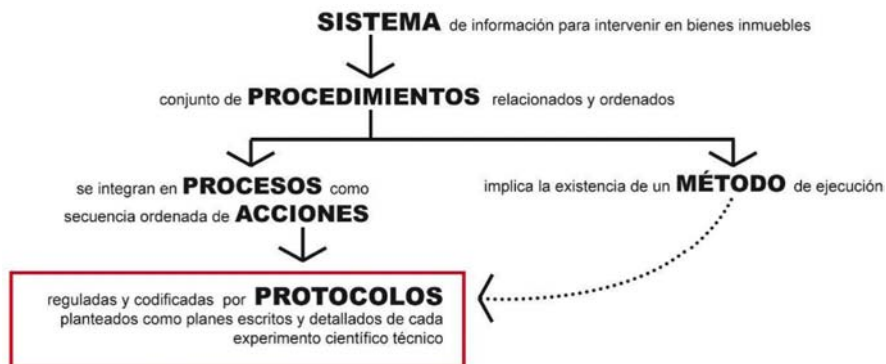 SISTEMA de información para intervenir en bienes inmuebles
conjunto de PROCEDIMIENTOS relacionados y ordenados
se integran en PROCESOS como
secuencia ordenada de ACCIONES
implica la existencia de un MÉTODO de ejecución
reguladas y codificadas por PROTOCOLOS
planteados como planes escritos y detallados de cada
experimento científico técnico